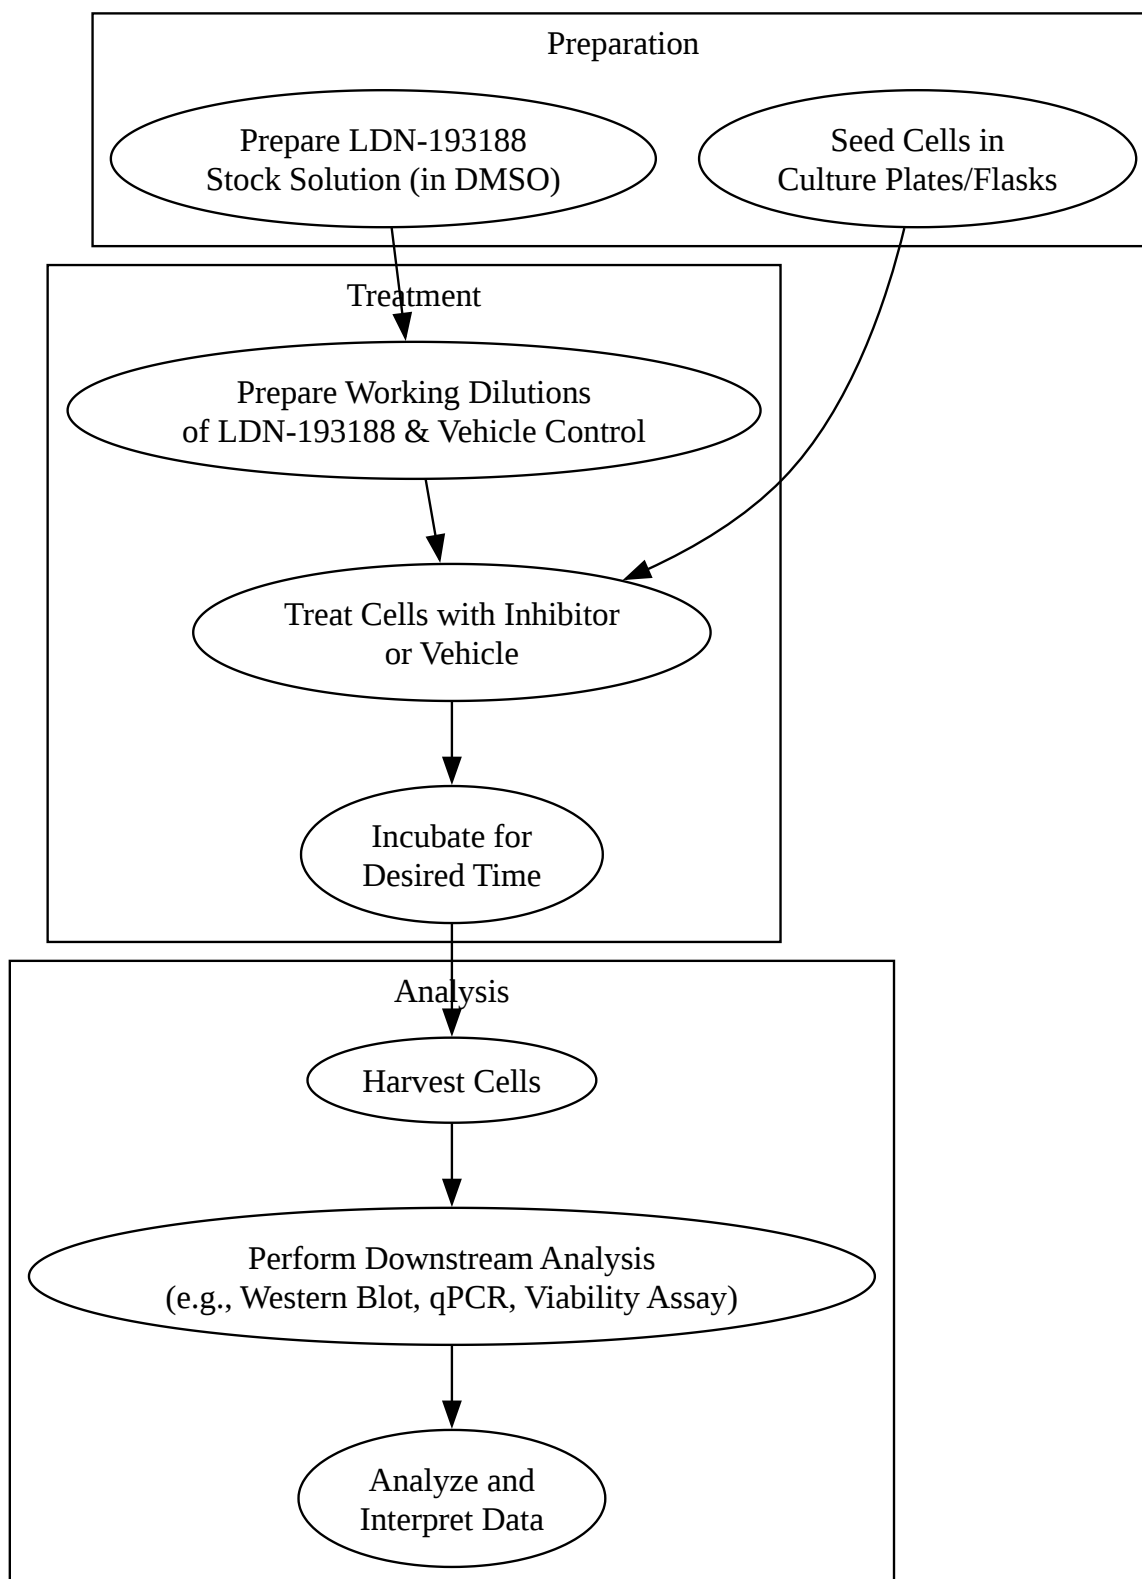 Preparation
Prepare LDN-193188
Stock Solution (in DMSO)
Seed Cells in
Culture Plates/Flasks
Treatment
Prepare Working Dilutions
of LDN-193188 & Vehicle Control
Treat Cells with Inhibitor
or Vehicle
Incubate for
Desired Time
Analysis
Harvest Cells
Perform Downstream Analysis
(e.g., Western Blot, qPCR, Viability Assay)
Analyze and
Interpret Data